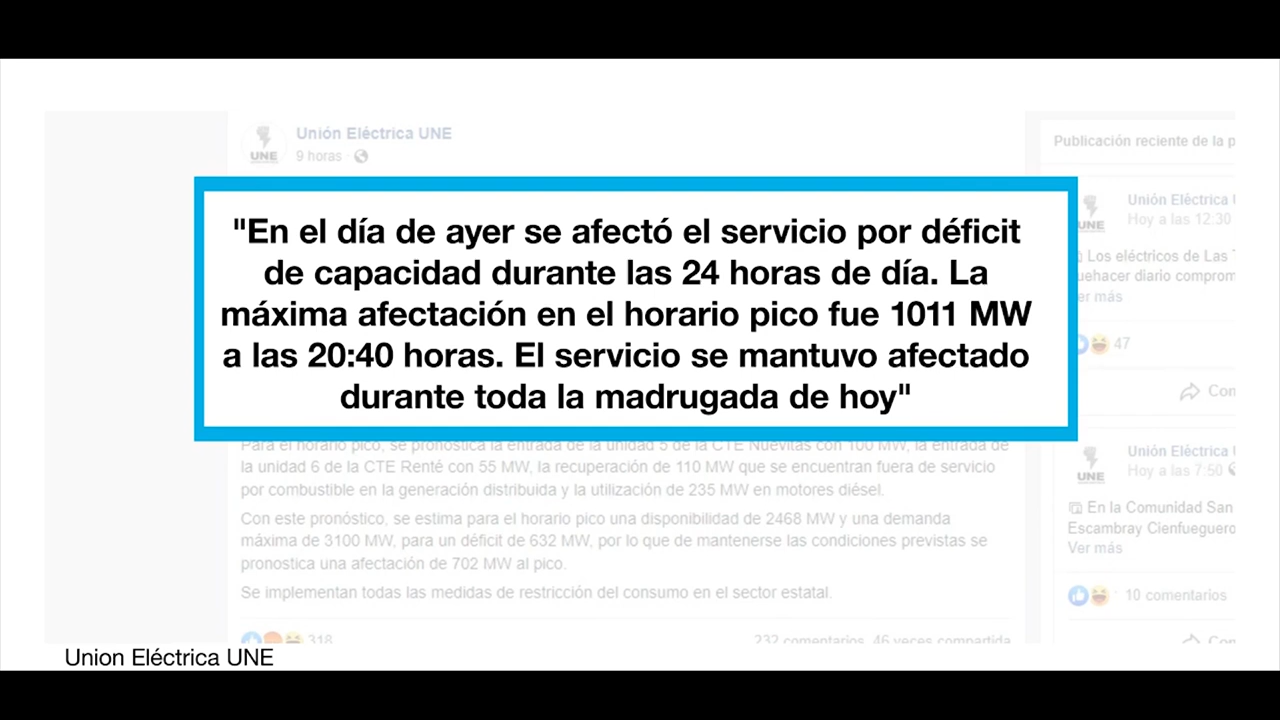 Unión Eléctrica UNE
9 horas ·
UNE
Publicación reciente de la p
"En el día de ayer se afectó el servicio por déficit
de capacidad durante las 24 horas de día. La
máxima afectación en el horario pico fue 1011 MW
a las 20:40 horas. El servicio se mantuvo afectado
durante toda la madrugada de hoy"
Para el horario pico, se pronostica la entrada de la unidad 5 de la CTE Nuevitas con 100 MW, la entrada de
la unidad 6 de la CTE Renté con 55 MW, la recuperación de 110 MW que se encuentran fuera de servicio
por combustible en la generación distribuida y la utilización de 235 MW en motores diésel.
Con este pronóstico, se estima para el horario pico una disponibilidad de 2468 MW y una demanda
máxima de 3100 MW, para un déficit de 632 MW, por lo que de mantenerse las condiciones previstas se
pronostica una afectación de 702 MW al pico.
Se implementan todas las medidas de restricción del consumo en el sector estatal.
318
232 comentarios 46 veces compartida
Unión Eléctrica
Hoy a las 12:30
UNE
Los eléctricos de Las
uehacer diario comprom
er más
47
Com
Unión Eléctrica
Hoy a las 7:50
UNE
En la Comunidad San
Escambray Cienfuegero
Ver más
10 comentarios
Com
Union Eléctrica UNE